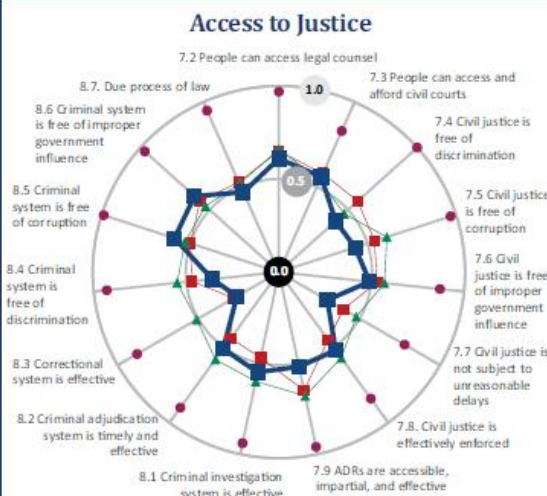 Access to Justice
7.2 People can access legal counsel
8.7. Due process of law
1.0
7.3 People can access and
afford civil courts
8.6 Criminal system
is free of improper
government
influence
7.4 Civil justice is
free of
discrimination
0.5
8.5 Criminal
system is free
of corruption
7.5 Civil justice
is free of
corruption
0.0
8.4 Criminal
system is
free of
discrimination
7.6 Civil
justice is free
of improper
government
influence
8.3 Correctional
system is effective
7.7 Civil justice is
not subject to
unreasonable
delays
8.2 Criminal adjudication
system is timely and
effective
7.8. Civil justice is
effectively enforced
8.1 Criminal investigation
system is effective
7.9 ADRs are accessible,
impartial, and effective